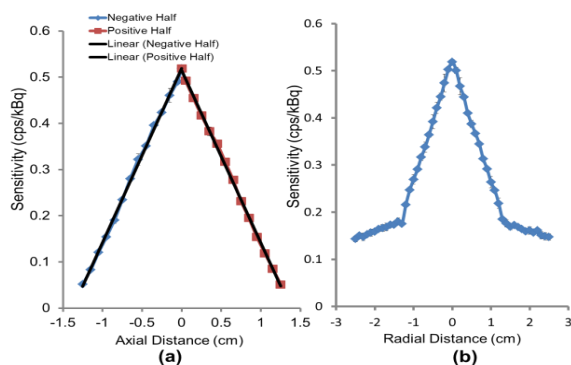 Negative Half
Positive Half
Linear (Negative Half)
Linear (Positive Half)
Sensitivity (cps/kBq)
0.6
0.5
0.4
0.3
0.2
0.1
0
-1.5 -1 -0.5 0 0.5 1 1.5
Axial Distance (cm)
(a)
Sensitivity (cps/kBq)
0.6
0.5
0.4
0.3
0.2
0.1
0
-3 -2 -1 0 1 2 3
Radial Distance (cm)
(b)